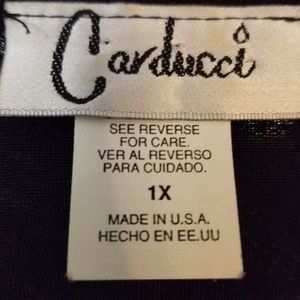 Carducci
SEE REVERSE
FOR CARE.
VER AL REVERSO
PARA CUIDADO.
1X
MADE IN U.S.A.
HECHO EN EE.UU